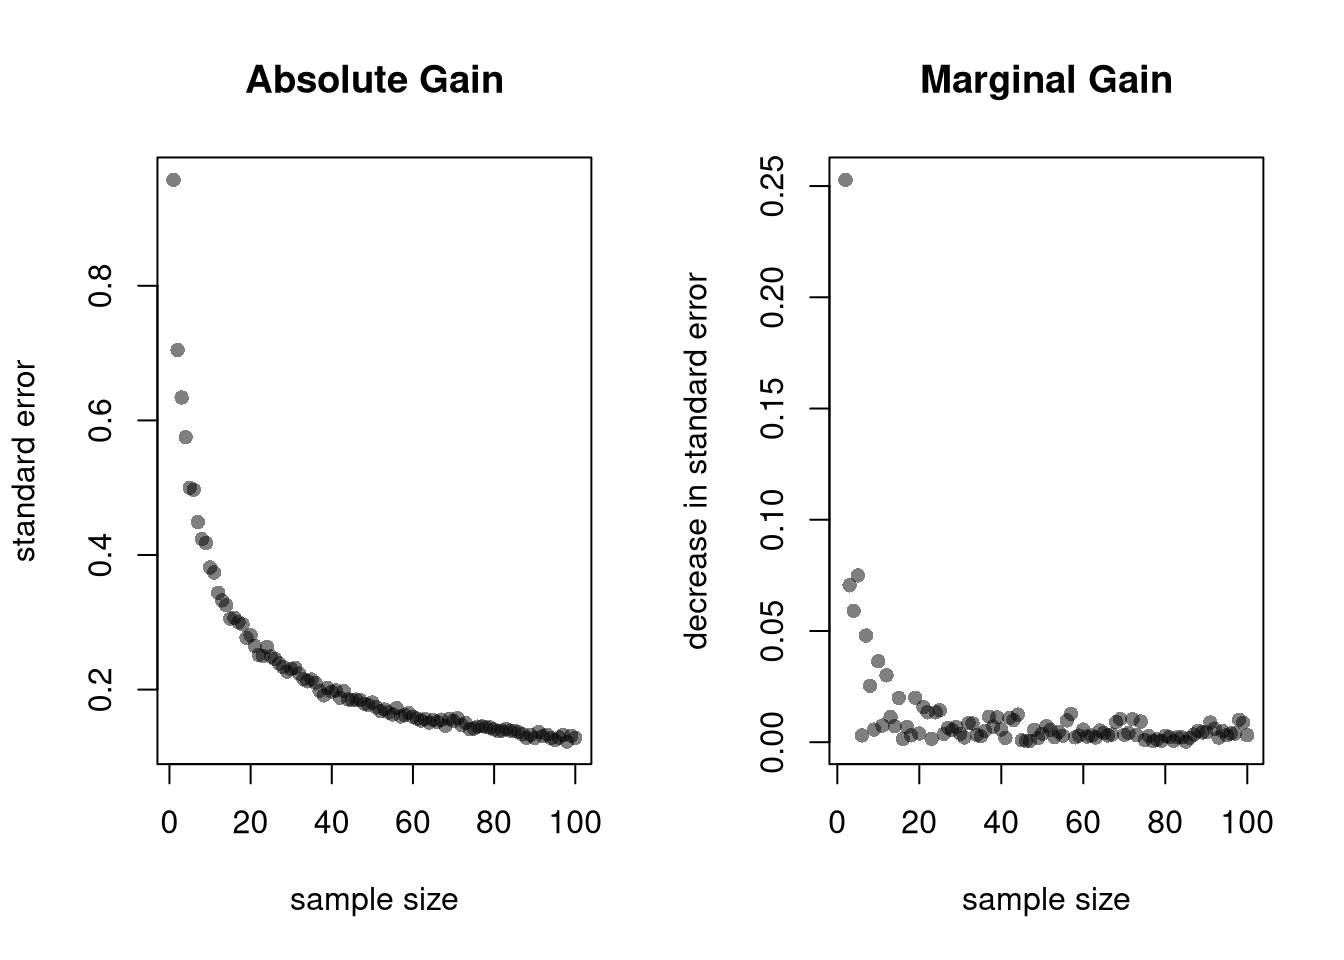 Absolute Gain
standard error
0.8
0.6
0.4
0.2
0 20 40 60 80 100
sample size
Marginal Gain
decrease in standard error
0.25
0.20
0.15
0.10
0.05
0.00
0 20 40 60 80 100
sample size